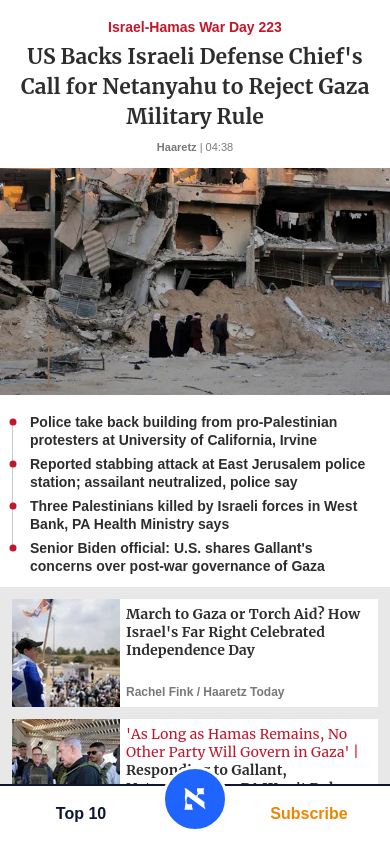 Israel-Hamas War Day 223
US Backs Israeli Defense Chief's
Call for Netanyahu to Reject Gaza
Military Rule
Haaretz | 04:38
Police take back building from pro-Palestinian
protesters at University of California, Irvine
Reported stabbing attack at East Jerusalem police
station; assailant neutralized, police say
Three Palestinians killed by Israeli forces in West
Bank, PA Health Ministry says
Senior Biden official: U.S. shares Gallant's
concerns over post-war governance of Gaza
March to Gaza or Torch Aid? How
Israel's Far Right Celebrated
Independence Day
Rachel Fink / Haaretz Today
'As Long as Hamas Remains, No
Other Party Will Govern in Gaza' |
to Gallant,
Top 10
Subscribe